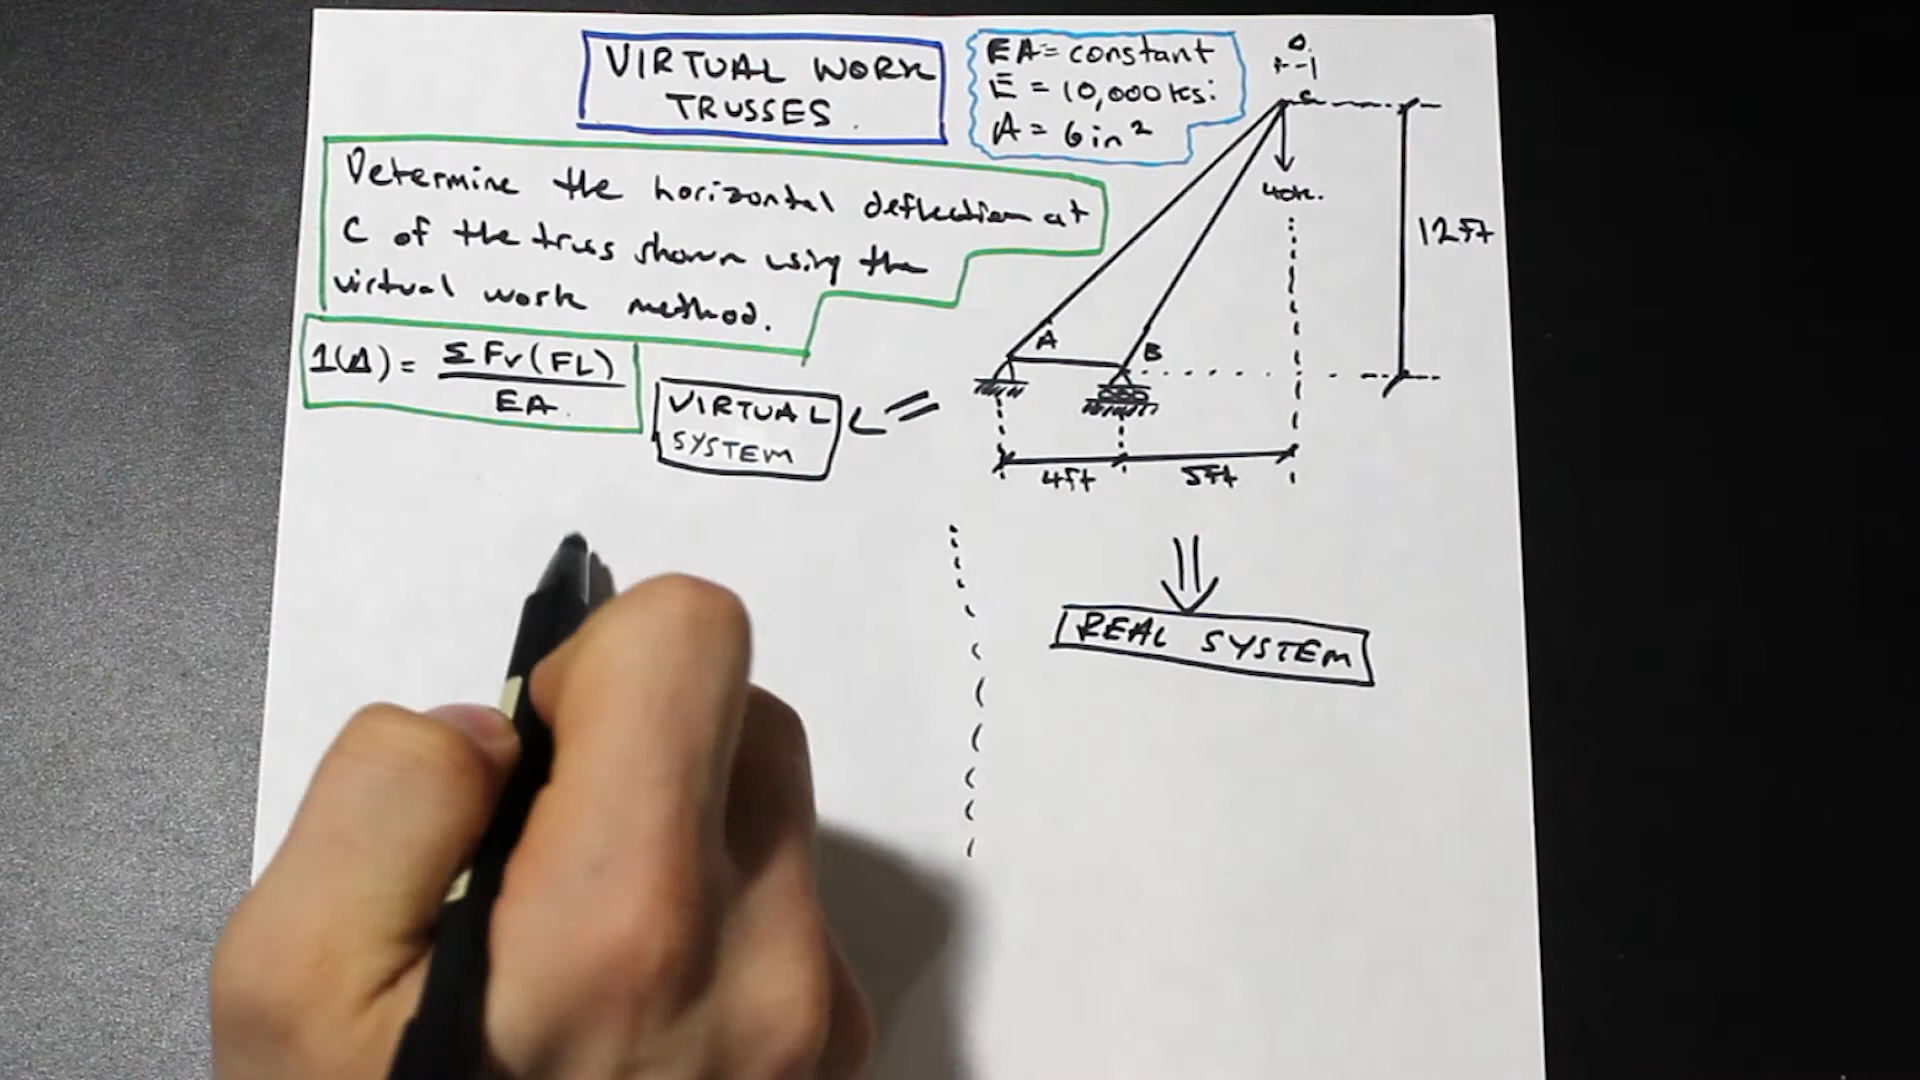 VIRTUAL WORK
TRUSSES
EA = constant
E = 10,000 ksi
A = 6 in²
Determine the horizontal deflection at
C of the truss shown using the
virtual work method.
1(Δ) = ΣFv(FL)
EA
VIRTUAL
SYSTEM
C
40k.
12ft
A
B
4ft
5ft
REAL SYSTEM